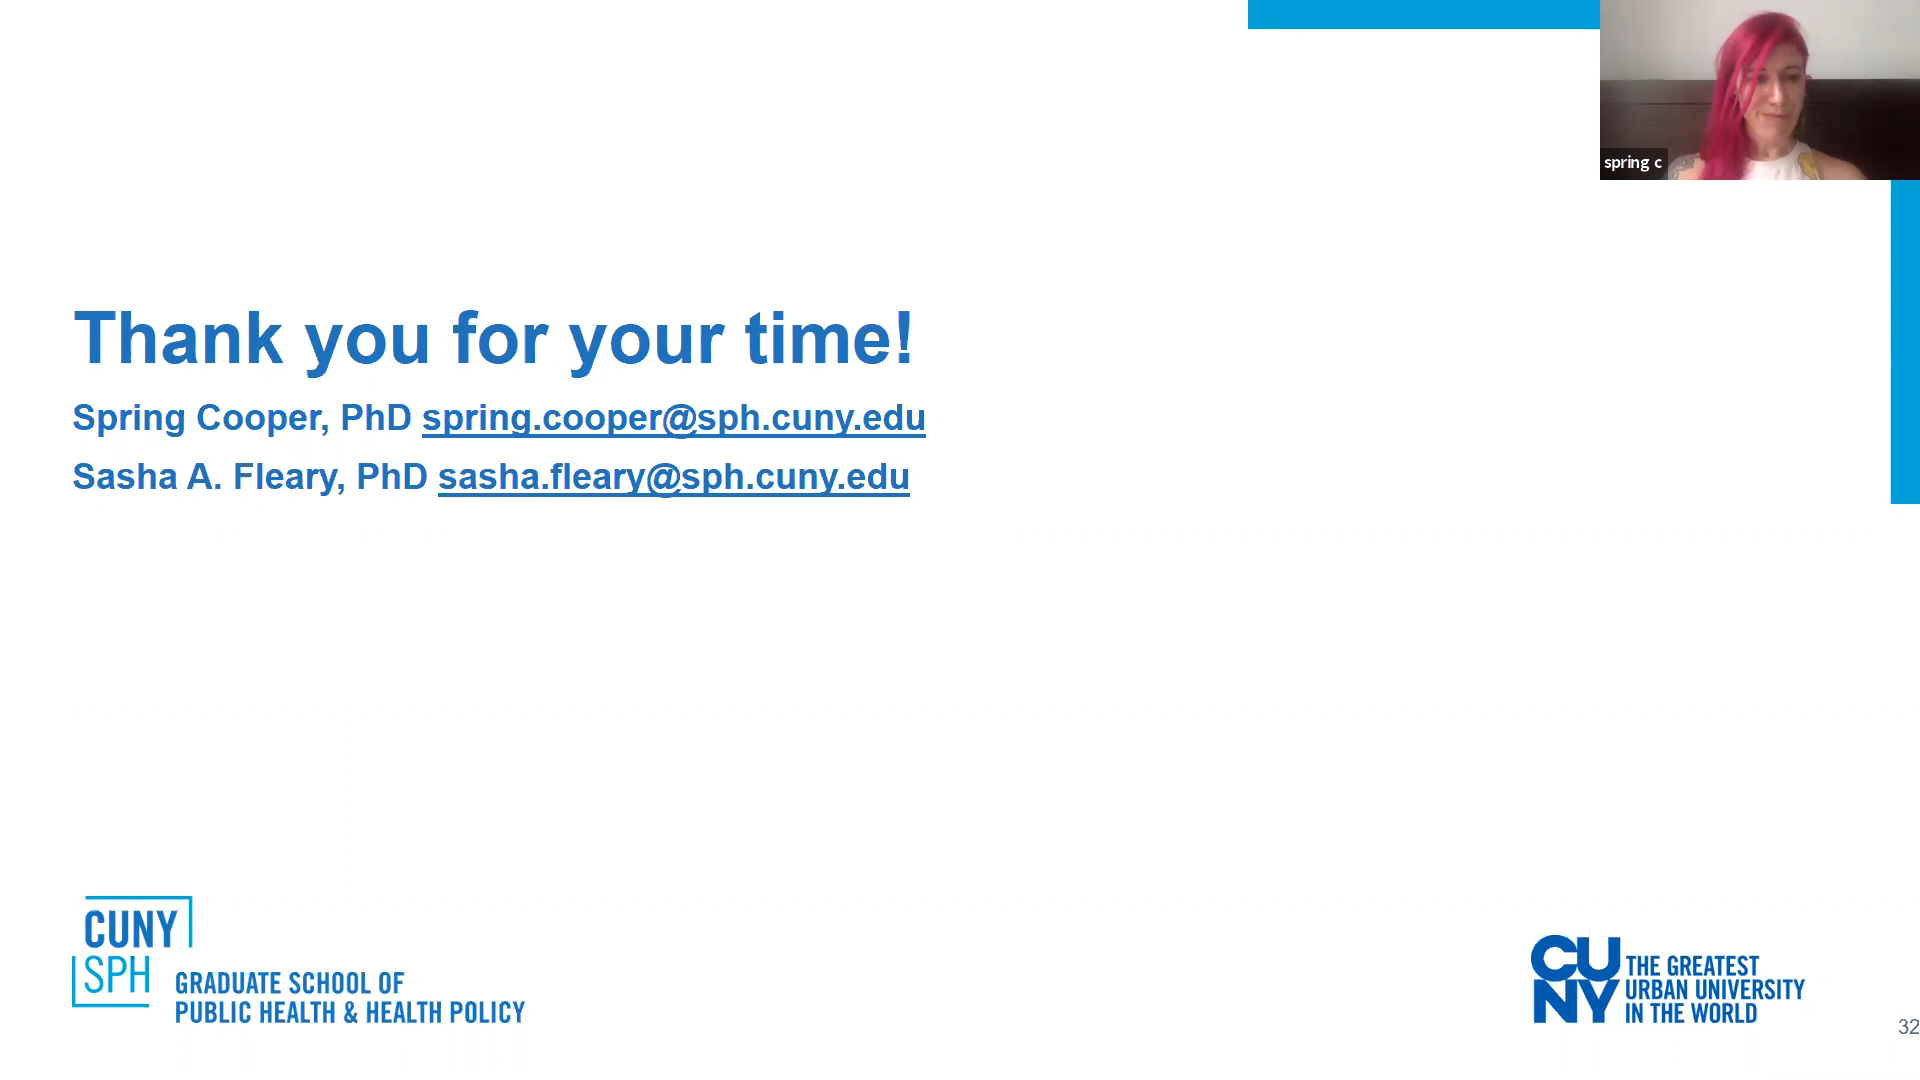 spring c
Thank you for your time!
Spring Cooper, PhD spring.cooper@sph.cuny.edu
Sasha A. Fleary, PhD sasha.fleary@sph.cuny.edu
CUNY
SPH
GRADUATE SCHOOL OF
PUBLIC HEALTH & HEALTH POLICY
CU
NY
THE GREATEST
URBAN UNIVERSITY
IN THE WORLD
32